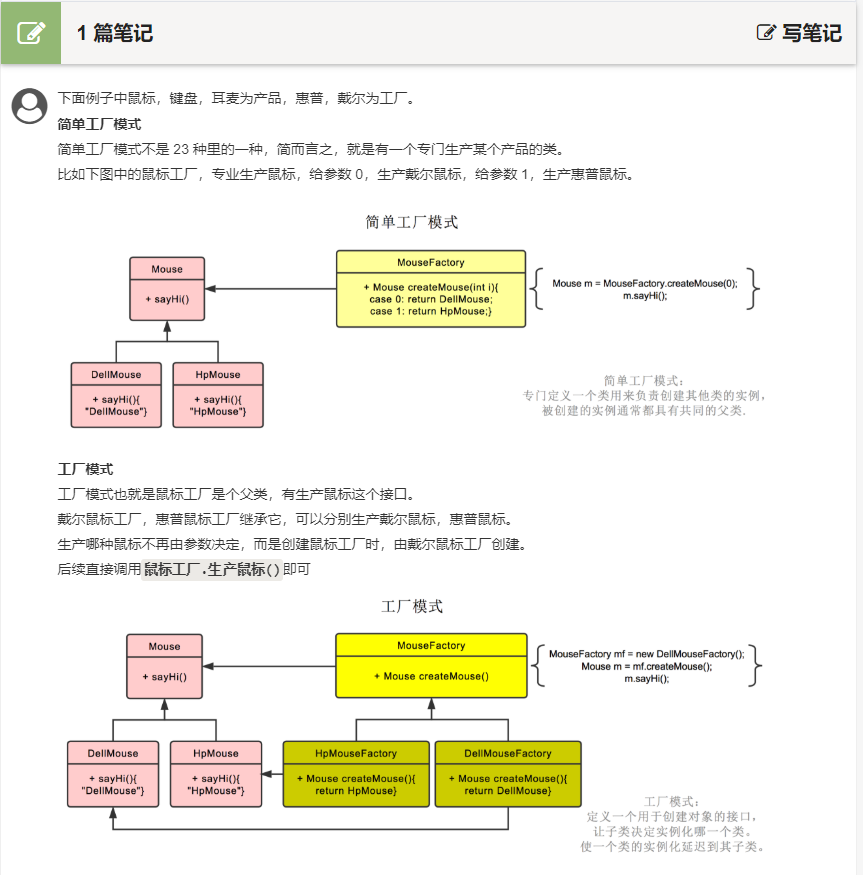 1 篇笔记
写笔记
下面例子中鼠标，键盘，耳麦为产品，惠普，戴尔为工厂。
简单工厂模式
简单工厂模式不是 23 种里的一种，简而言之，就是有一个专门生产某个产品的类。
比如下图中的鼠标工厂，专业生产鼠标，给参数 0，生产戴尔鼠标，给参数 1，生产惠普鼠标。
简单工厂模式
Mouse
+ sayHi()
MouseFactory
+ Mouse createMouse(int i){
case 0: return DellMouse;
case 1: return HpMouse;}
Mouse m = MouseFactory.createMouse(0);
m.sayHi();
DellMouse
+ sayHi(){
"DellMouse"}
HpMouse
+ sayHi(){
"HpMouse"}
简单工厂模式：
专门定义一个类用来负责创建其他类的实例，
被创建的实例通常都具有共同的父类.
工厂模式
工厂模式也就是鼠标工厂是个父类，有生产鼠标这个接口。
戴尔鼠标工厂，惠普鼠标工厂继承它，可以分别生产戴尔鼠标，惠普鼠标。
生产哪种鼠标不再由参数决定，而是创建鼠标工厂时，由戴尔鼠标工厂创建。
后续直接调用鼠标工厂.生产鼠标()即可
工厂模式
Mouse
+ sayHi()
MouseFactory
+ Mouse createMouse()
MouseFactory mf = new DellMouseFactory();
Mouse m = mf.createMouse();
m.sayHi();
DellMouse
+ sayHi(){
"DellMouse"}
HpMouse
+ sayHi(){
"HpMouse"}
HpMouseFactory
+ Mouse createMouse(){
return HpMouse}
DellMouseFactory
+ Mouse createMouse(){
return DellMouse}
工厂模式：
定义一个用于创建对象的接口，
让子类决定实例化哪一个类。
使一个类的实例化延迟到其子类。